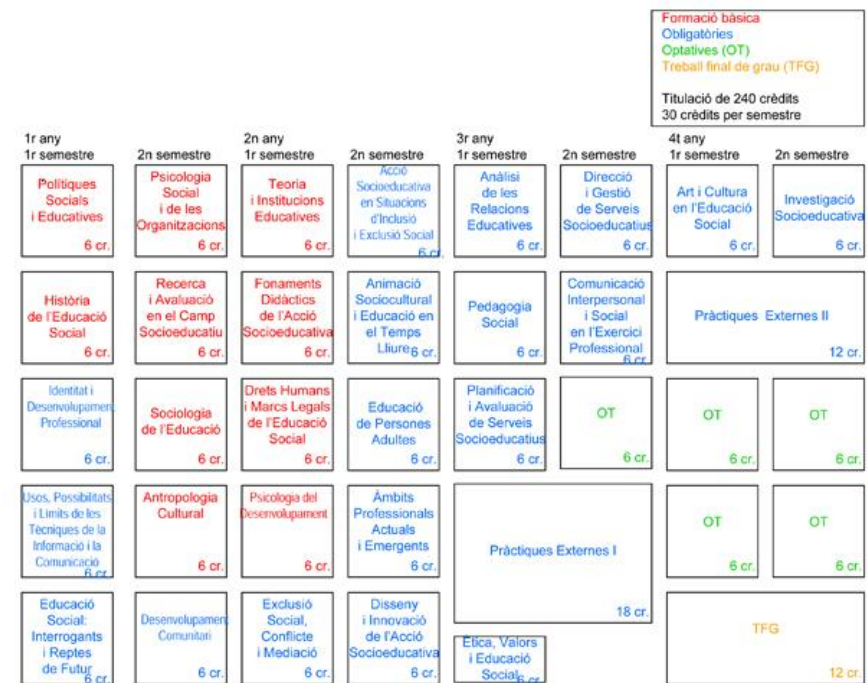 Formació bàsica
Obligatòries
Optatives (OT)
Treball final de grau (TFG)
Titulació de 240 crèdits
30 crèdits per semestre
1r any
1r semestre
2n semestre
2n any
1r semestre
2n semestre
3r any
1r semestre
2n semestre
4t any
1r semestre
2n semestre
Polítiques
Socials
i Educatives
6 cr.
Psicologia
Social
i de les
Organitzacions
6 cr.
Teoria
i Institucions
Educatives
6 cr.
Acció
Socioeducativa
en Situacions
d'Inclusió
i Exclusió Social
6 cr.
Anàlisi
de les
Relacions
Educatives
6 cr.
Direcció
i Gestió
de Serveis
Socioeducatius
6 cr.
Art i Cultura
en l'Educació
Social
6 cr.
Investigació
Socioeducativa
6 cr.
Història
de l'Educació
Social
6 cr.
Recerca
i Avaluació
en el Camp
Socioeducatiu
6 cr.
Fonaments
Didàctics
de l'Acció
Socioeducativa
6 cr.
Animació
Sociocultural
i Educació en
el Temps
Lliure
6 cr.
Pedagogia
Social
6 cr.
Comunicació
Interpersonal
i Social
en l'Exercici
Professional
6 cr.
Pràctiques Externes II
12 cr.
Identitat i
Desenvolupament
Professional
6 cr.
Sociologia
de l'Educació
6 cr.
Drets Humans
i Marcs Legals
de l'Educació
Social
6 cr.
Educació
de Persones
Adultes
6 cr.
Planificació
i Avaluació
de Serveis
Socioeducatius
6 cr.
OT
6 cr.
OT
6 cr.
OT
6 cr.
Usos, Possibilitats
i Límits de les
Tècniques de la
Informació i la
Comunicació
6 cr.
Antropologia
Cultural
6 cr.
Psicologia del
Desenvolupament
6 cr.
Àmbits
Professionals
Actuals
i Emergents
6 cr.
Pràctiques Externes I
18 cr.
OT
6 cr.
OT
6 cr.
Educació
Social:
Interrogants
i Reptes
de Futur
6 cr.
Desenvolupament
Comunitari
6 cr.
Exclusió
Social,
Conflicte
i Mediació
6 cr.
Disseny
i Innovació
de l'Acció
Socioeducativa
6 cr.
Ètica, Valors
i Educació
Social
6 cr.
TFG
12 cr.